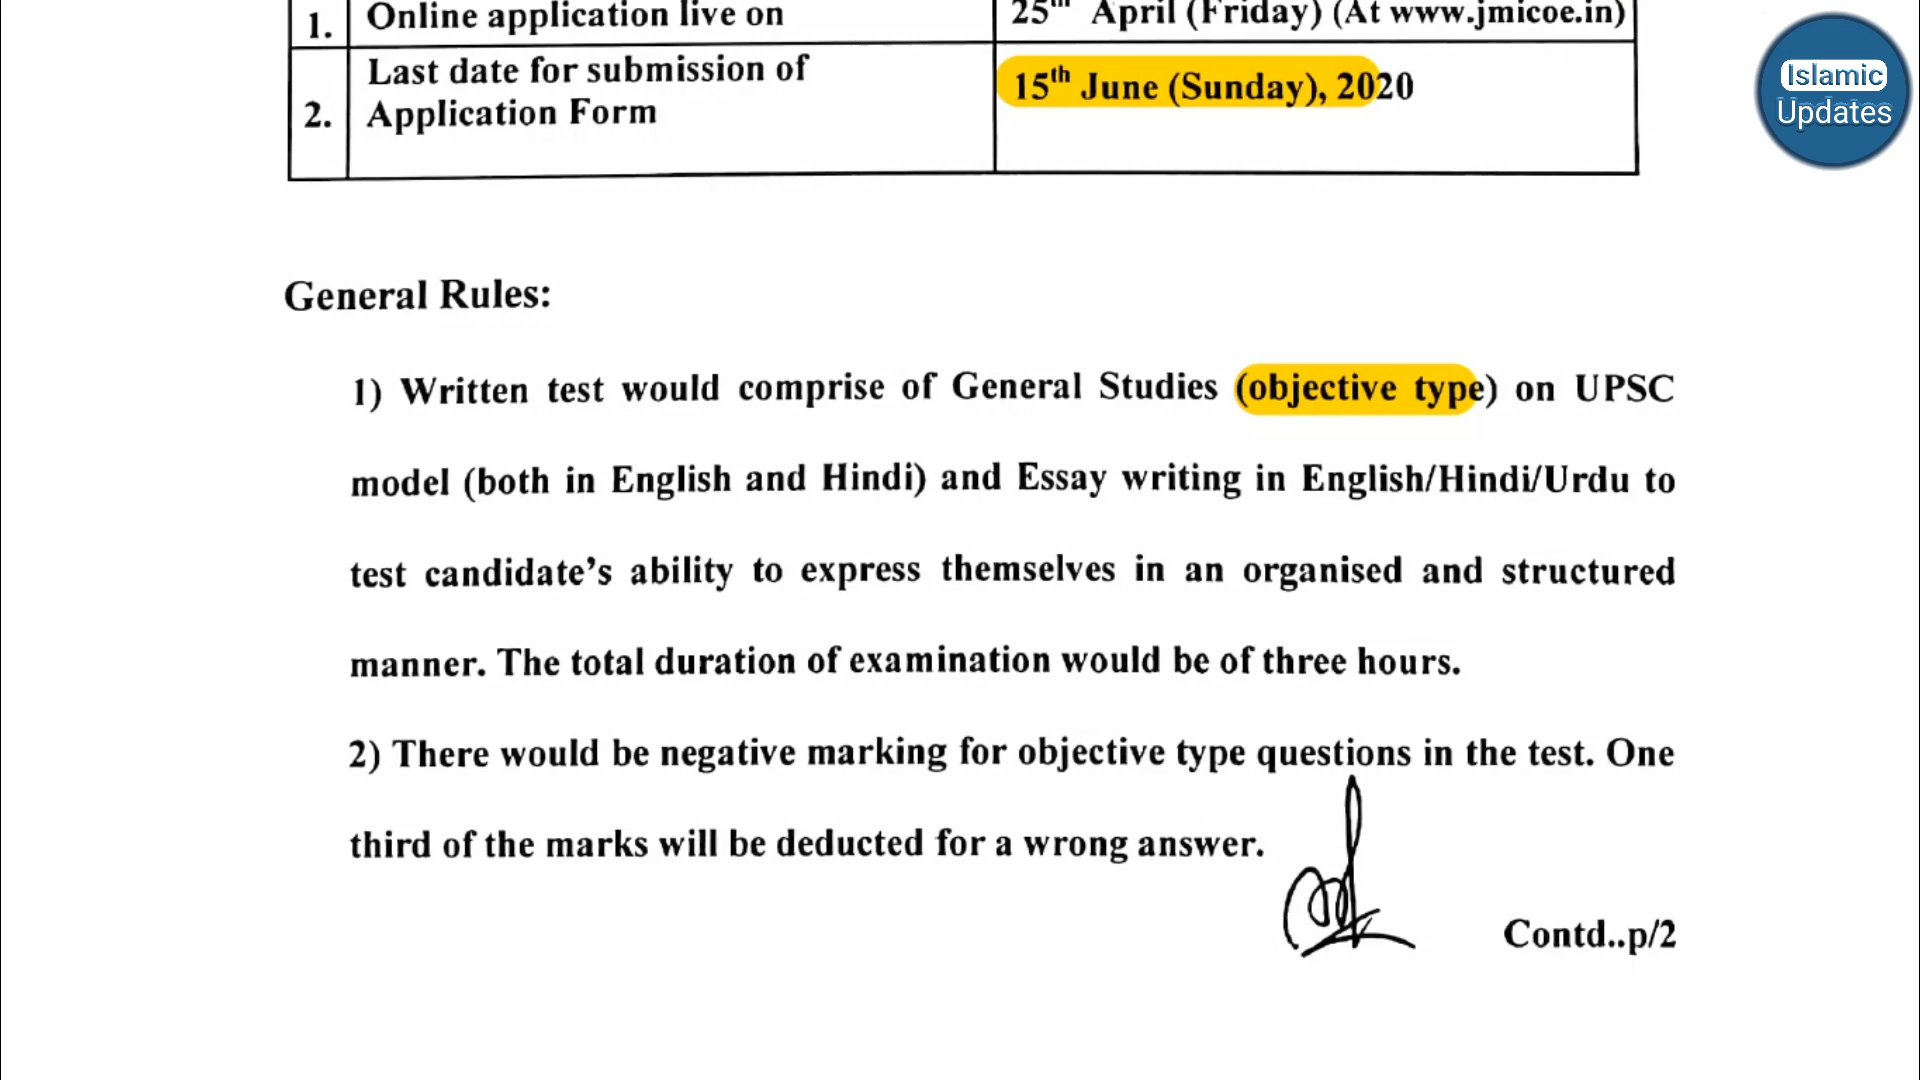 1. Online application live on 25th April (Friday) (At www.jmicoe.in)
Last date for submission of
2. Application Form 15th June (Sunday), 2020
Islamic
Updates
General Rules:
1) Written test would comprise of General Studies (objective type) on UPSC
model (both in English and Hindi) and Essay writing in English/Hindi/Urdu to
test candidate’s ability to express themselves in an organised and structured
manner. The total duration of examination would be of three hours.
2) There would be negative marking for objective type questions in the test. One
third of the marks will be deducted for a wrong answer.
Contd..p/2